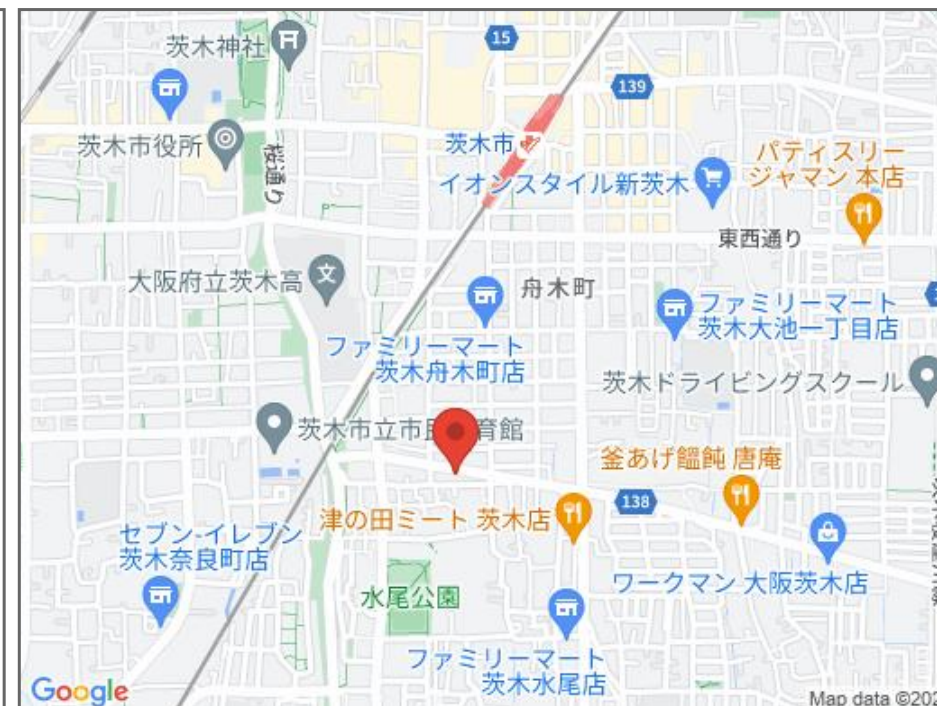 茨木神社
15
139
茨木市役所
茨木市
桜通り
イオンスタイル新茨木
パティスリー
ジャマン 本店
東西通り
大阪府立茨木高
文
舟木町
ファミリーマート
茨木舟木町店
ファミリーマート
茨木大池一丁目店
茨木ドライビングスクール
茨木市立市民
育館
釜あげ饂飩 唐庵
138
津の田ミート 茨木店
セブン-イレブン
茨木奈良町店
ワークマン 大阪茨木店
水尾公園
ファミリーマート
茨木水尾店
Google
Map data ©202